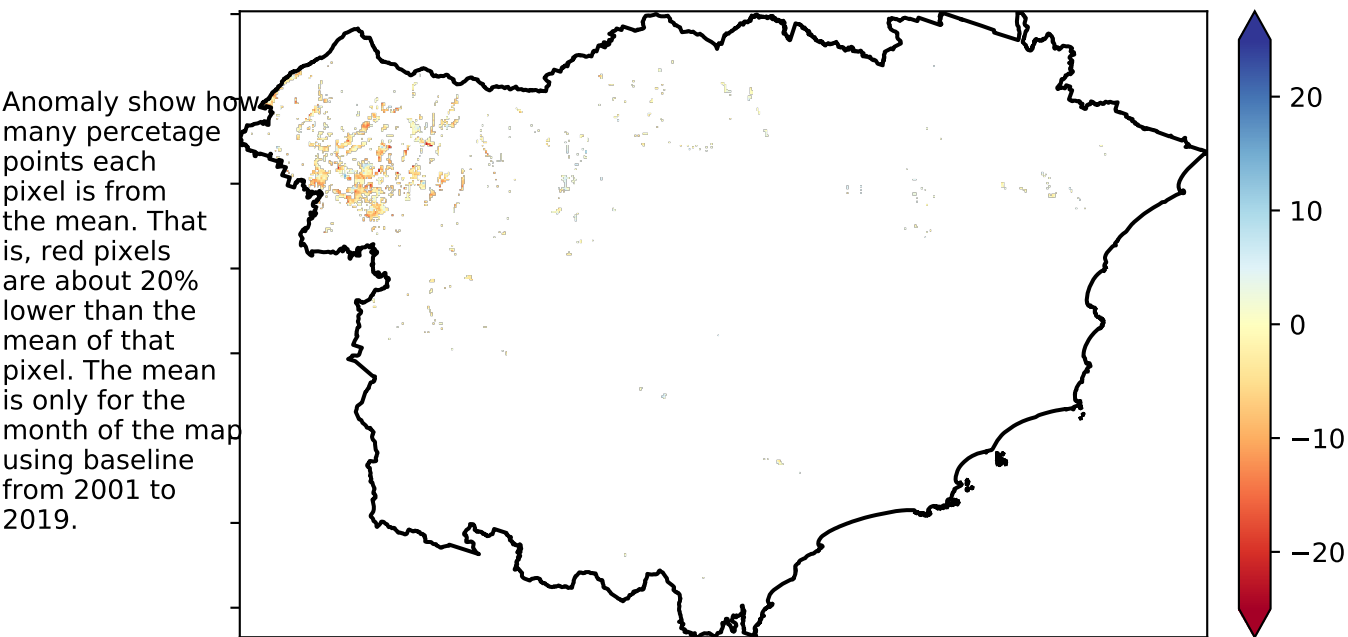 Anomaly show how
many percetage
points each
pixel is from
the mean. That
is, red pixels
are about 20%
lower than the
mean of that
pixel. The mean
is only for the
month of the map
using baseline
from 2001 to
2019.
20
10
0
−10
−20